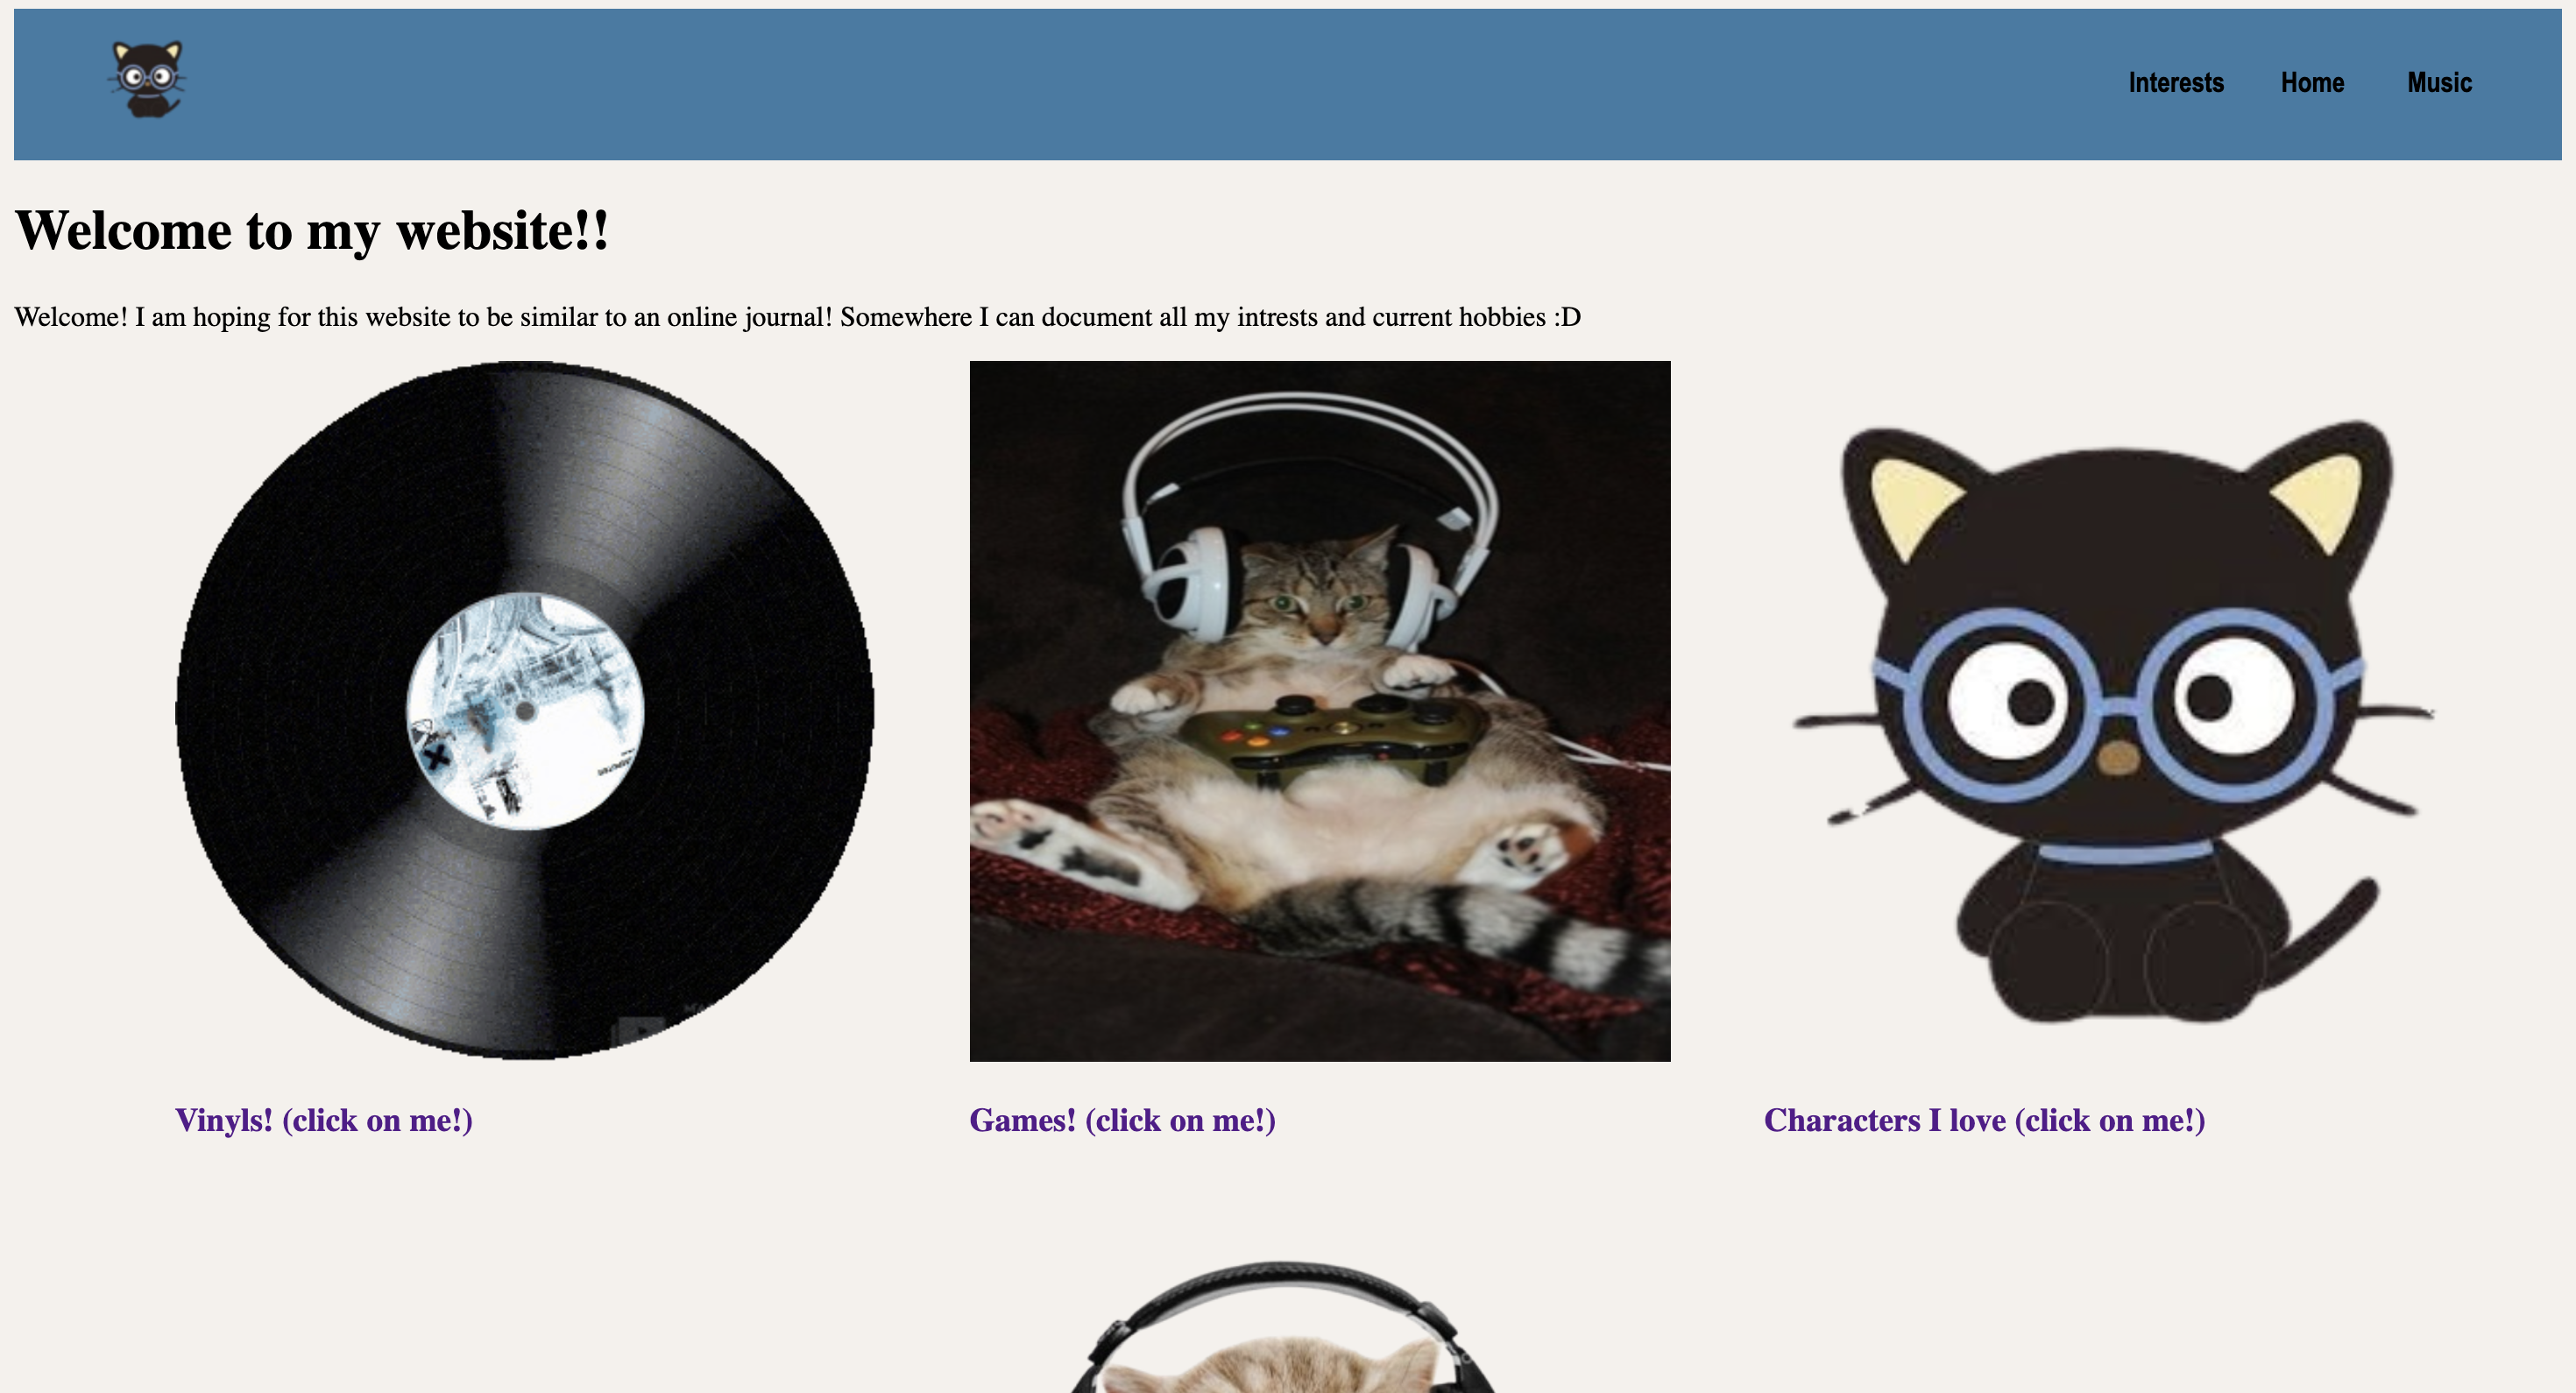 Interests Home Music
Welcome to my website!!
Welcome! I am hoping for this website to be similar to an online journal! Somewhere I can document all my intrests and current hobbies :D
Vinyls! (click on me!)
Games! (click on me!)
Characters I love (click on me!)